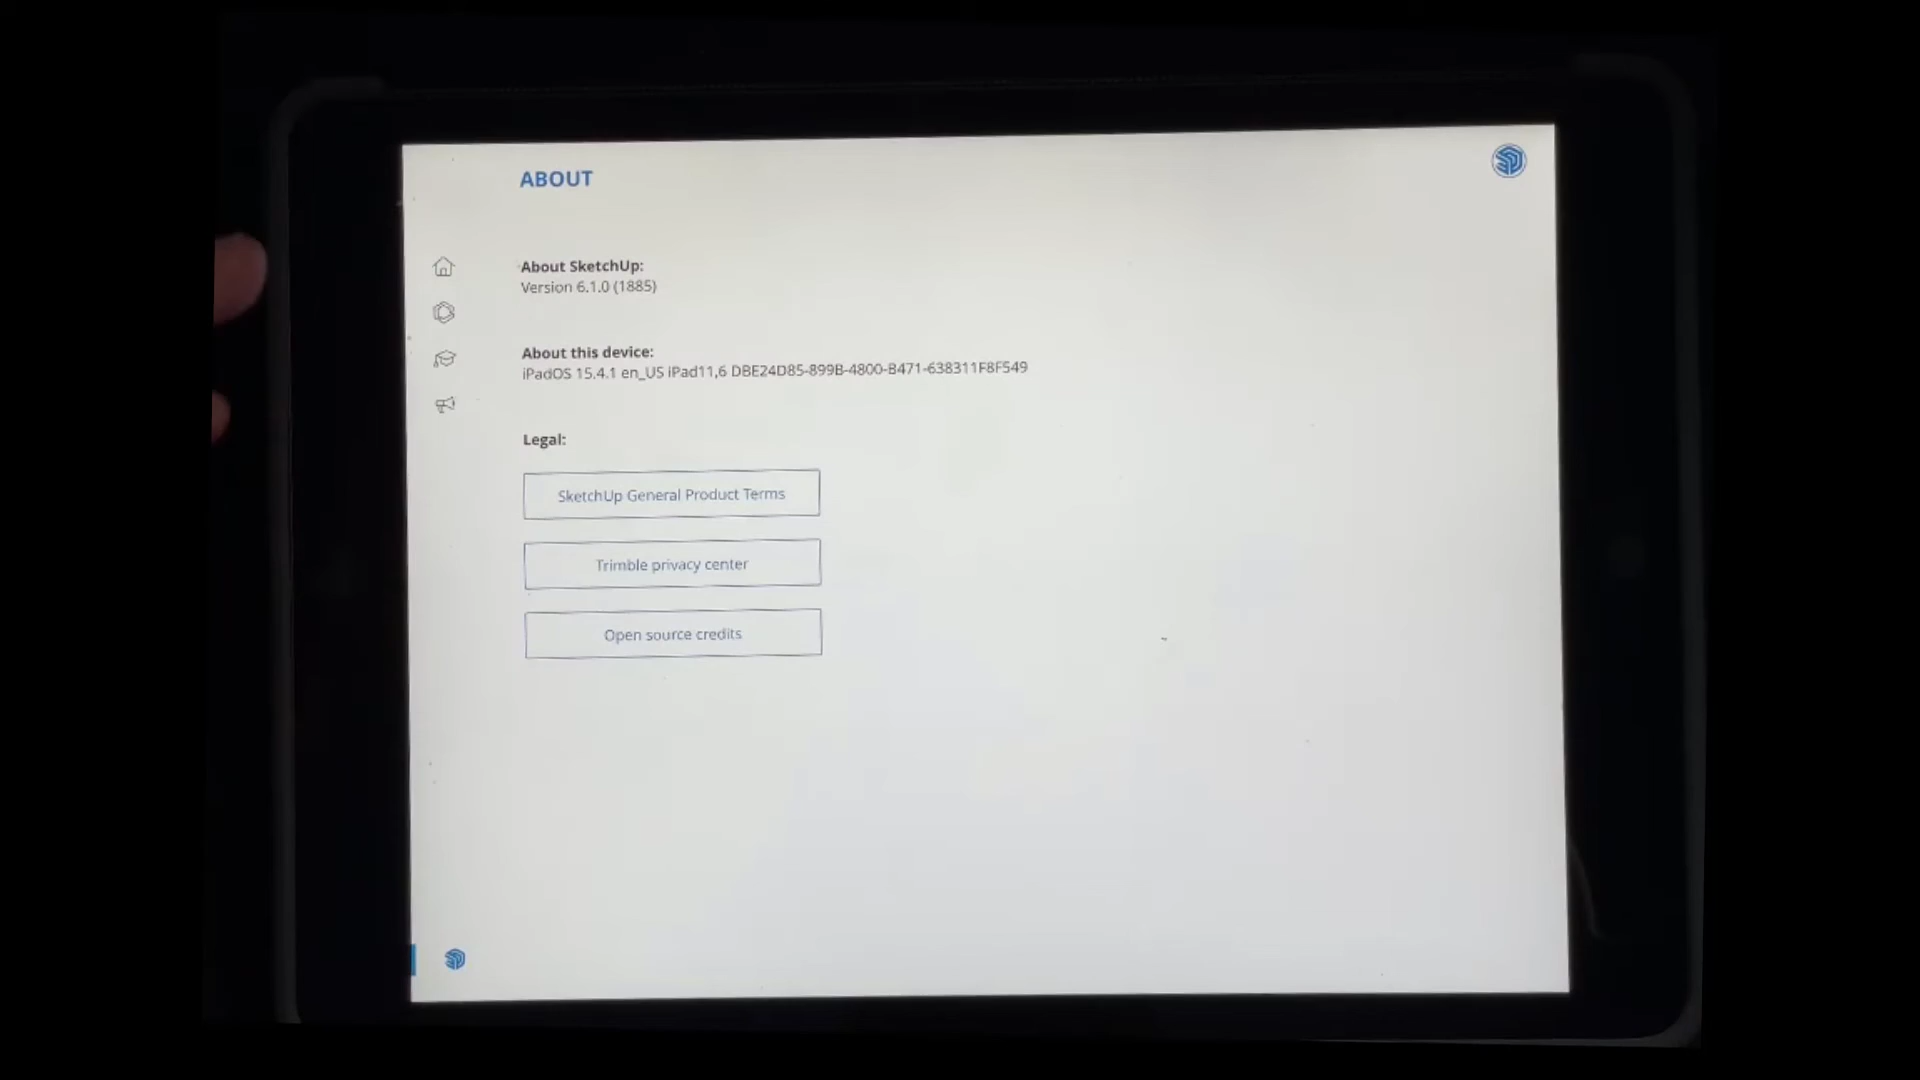 ABOUT
About SketchUp:
Version 6.1.0 (1885)
About this device:
iPadOS 15.4.1 en_US iPad11,6 DBE24D85-899B-4800-B471-638311F8F549
Legal:
SketchUp General Product Terms
Trimble privacy center
Open source credits